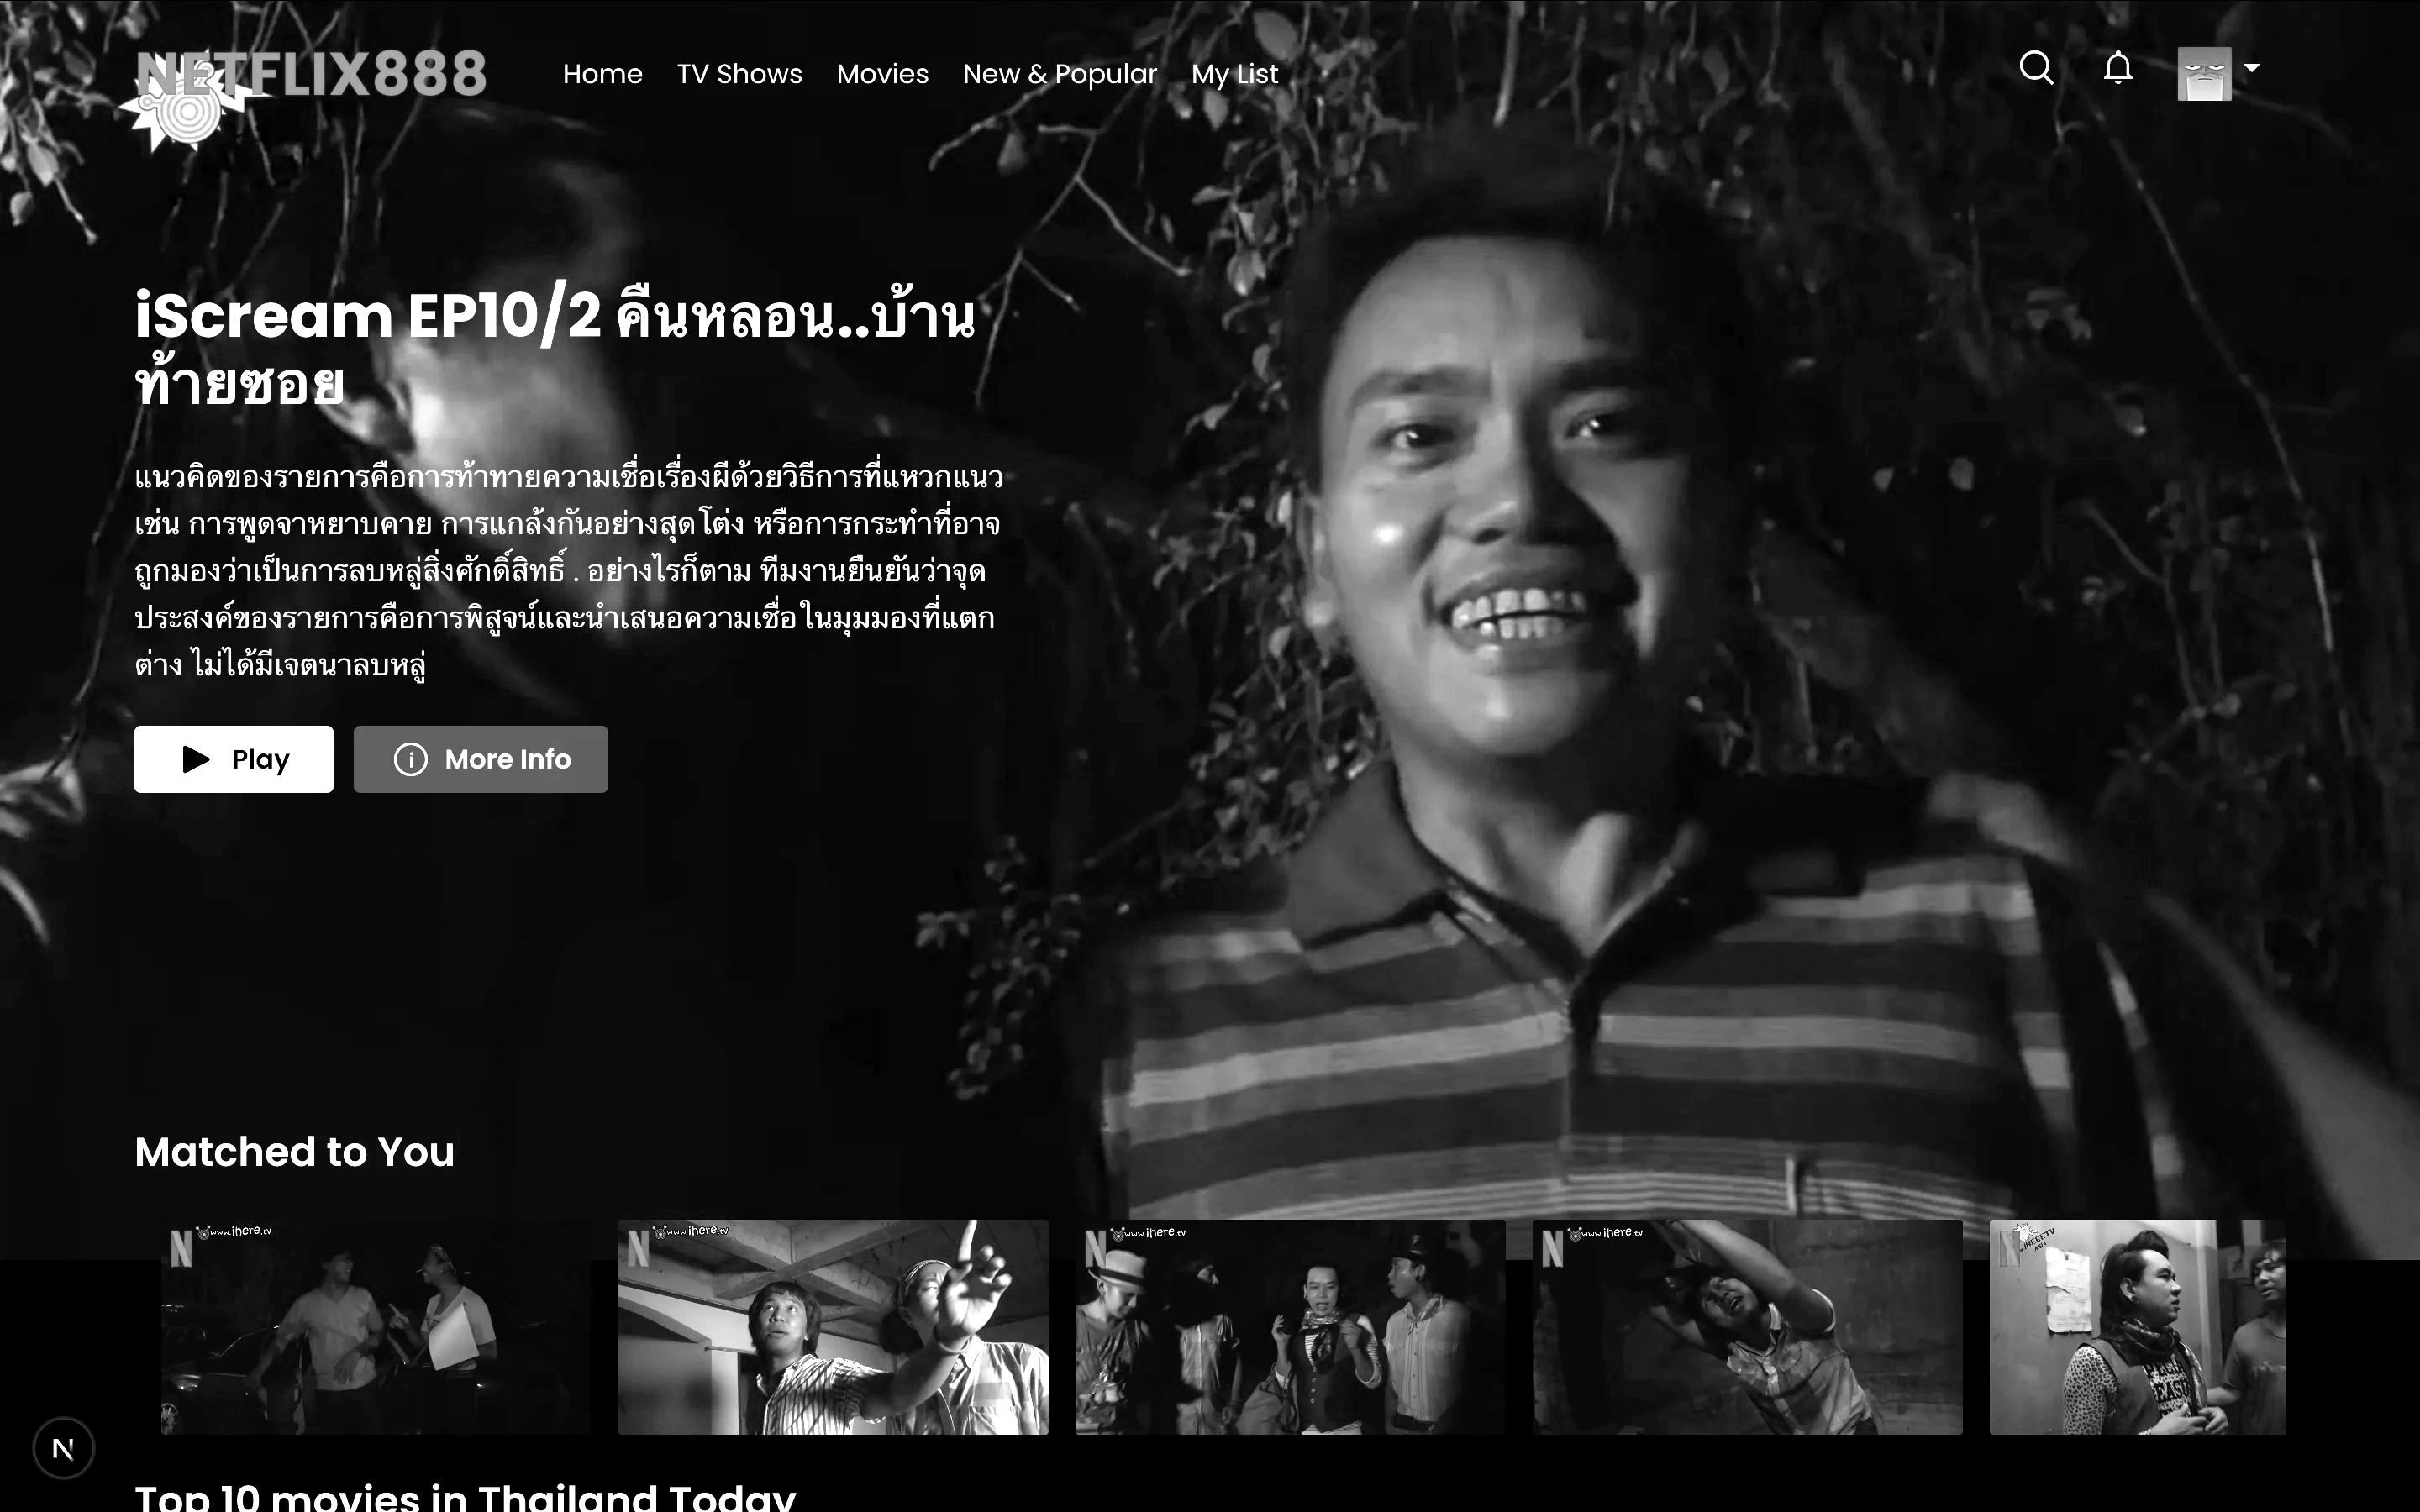 NETFLIX888
Home TV Shows Movies New & Popular My List
iScream EP10/2 คืนหลอน..บ้าน
ท้ายซอย
แนวคิดของรายการคือการท้าทายความเชื่อเรื่องผีด้วยวิธีการที่แหวกแนว
เช่น การพูดจาหยาบคาย การแกล้งกันอย่างสุดโต่ง หรือการกระทำที่อาจ
ถูกมองว่าเป็นการลบหลู่สิ่งศักดิ์สิทธิ์ . อย่างไรก็ตาม ทีมงานยืนยันว่าจุด
ประสงค์ของรายการคือการพิสูจน์และนำเสนอความเชื่อในมุมมองที่แตก
ต่าง ไม่ได้มีเจตนาลบหลู่
Play More Info
Matched to You
N www.ihere.tv
N www.ihere.tv
N www.ihere.tv
N www.ihere.tv
N IHERETV ASIA
N
Top 10 movies in Thailand Today